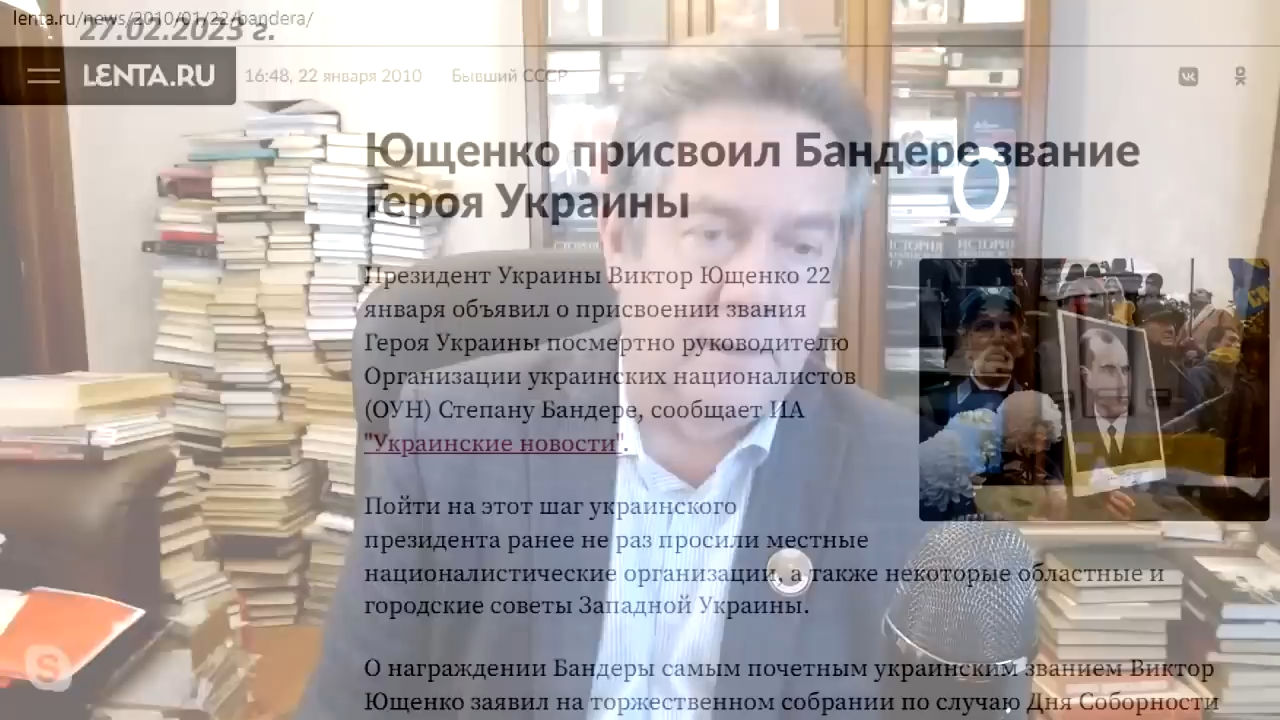 lenta.ru/news/2010/01/22/bandera/
27.02.2023 г.
LENTA.RU 16:48, 22 января 2010 Бывший СССР
Ющенко присвоил Бандере звание
Героя Украины
Президент Украины Виктор Ющенко 22
января объявил о присвоении звания
Героя Украины посмертно руководителю
Организации украинских националистов
(ОУН) Степану Бандере, сообщает ИА
"Украинские новости".
Пойти на этот шаг украинского
президента ранее не раз просили местные
националистические организации, а также некоторые областные и
городские советы Западной Украины.
О награждении Бандеры самым почетным украинским званием Виктор
Ющенко заявил на торжественном собрании по случаю Дня Соборности
ИСТОРИЯ
ИСТОРИ
S